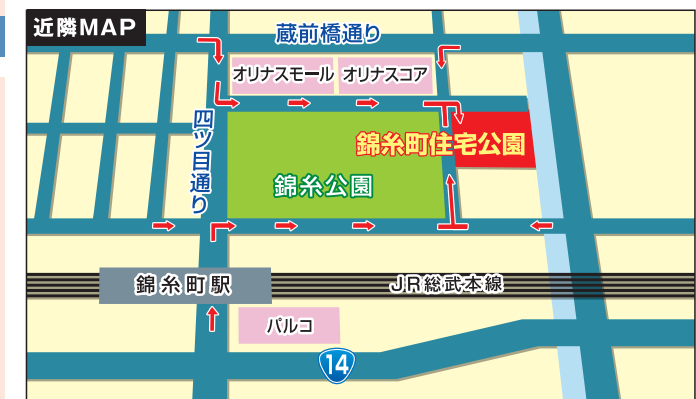 近隣MAP
蔵前橋通り
オリナスモール
オリナスコア
四ツ目通り
錦糸町住宅公園
錦糸公園
錦糸町駅
JR総武本線
パルコ
14